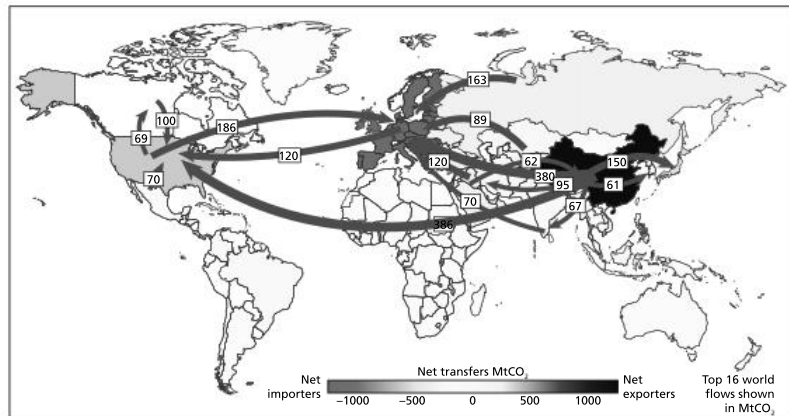 163
100
89
186
69
120
120
62
150
380
70
95
61
70
67
386
Net transfers MtCO₂
Net
importers
−1000
−500
0
500
1000
Net
exporters
Top 16 world
flows shown
in MtCO₂